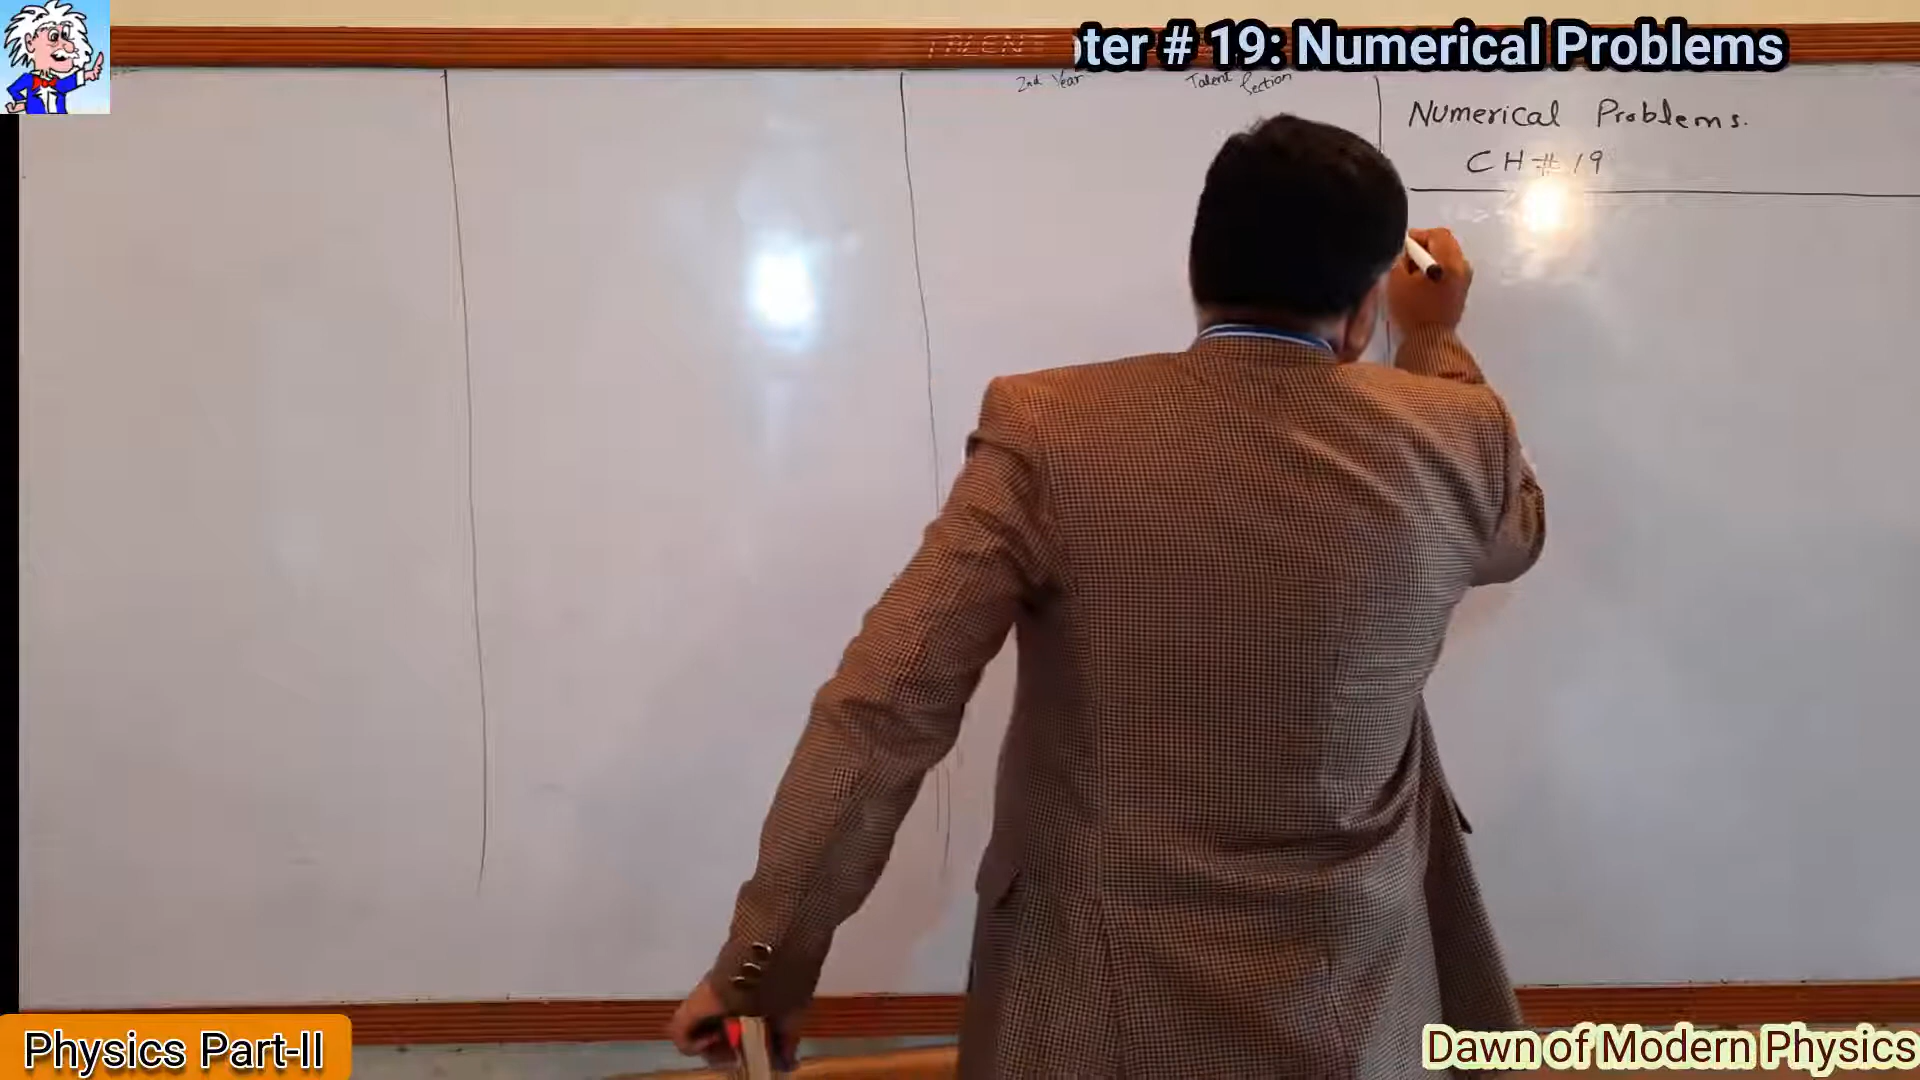 ter # 19: Numerical Problems
TALENT
2nd Year Talent Section
Numerical Problems.
CH # 19
Physics Part-II
Dawn of Modern Physics